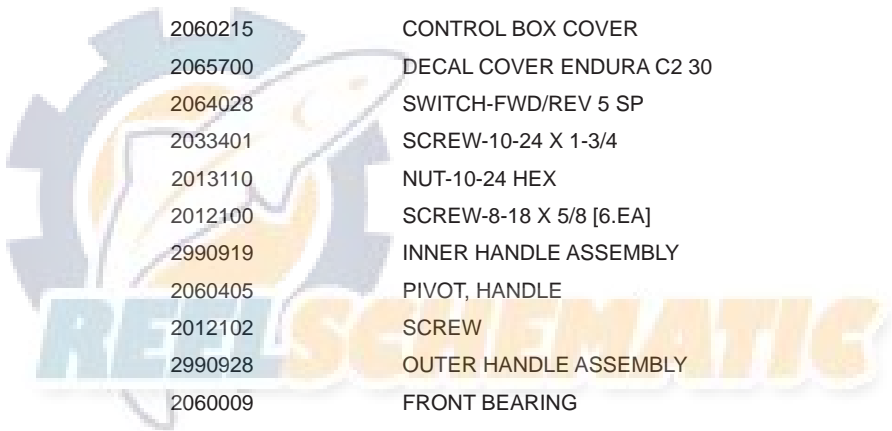 2060215 CONTROL BOX COVER
2065700 DECAL COVER ENDURA C2 30
2064028 SWITCH-FWD/REV 5 SP
2033401 SCREW-10-24 X 1-3/4
2013110 NUT-10-24 HEX
2012100 SCREW-8-18 X 5/8 [6.EA]
2990919 INNER HANDLE ASSEMBLY
2060405 PIVOT, HANDLE
REELSCHEMATIC
2012102 SCREW
2990928 OUTER HANDLE ASSEMBLY
2060009 FRONT BEARING